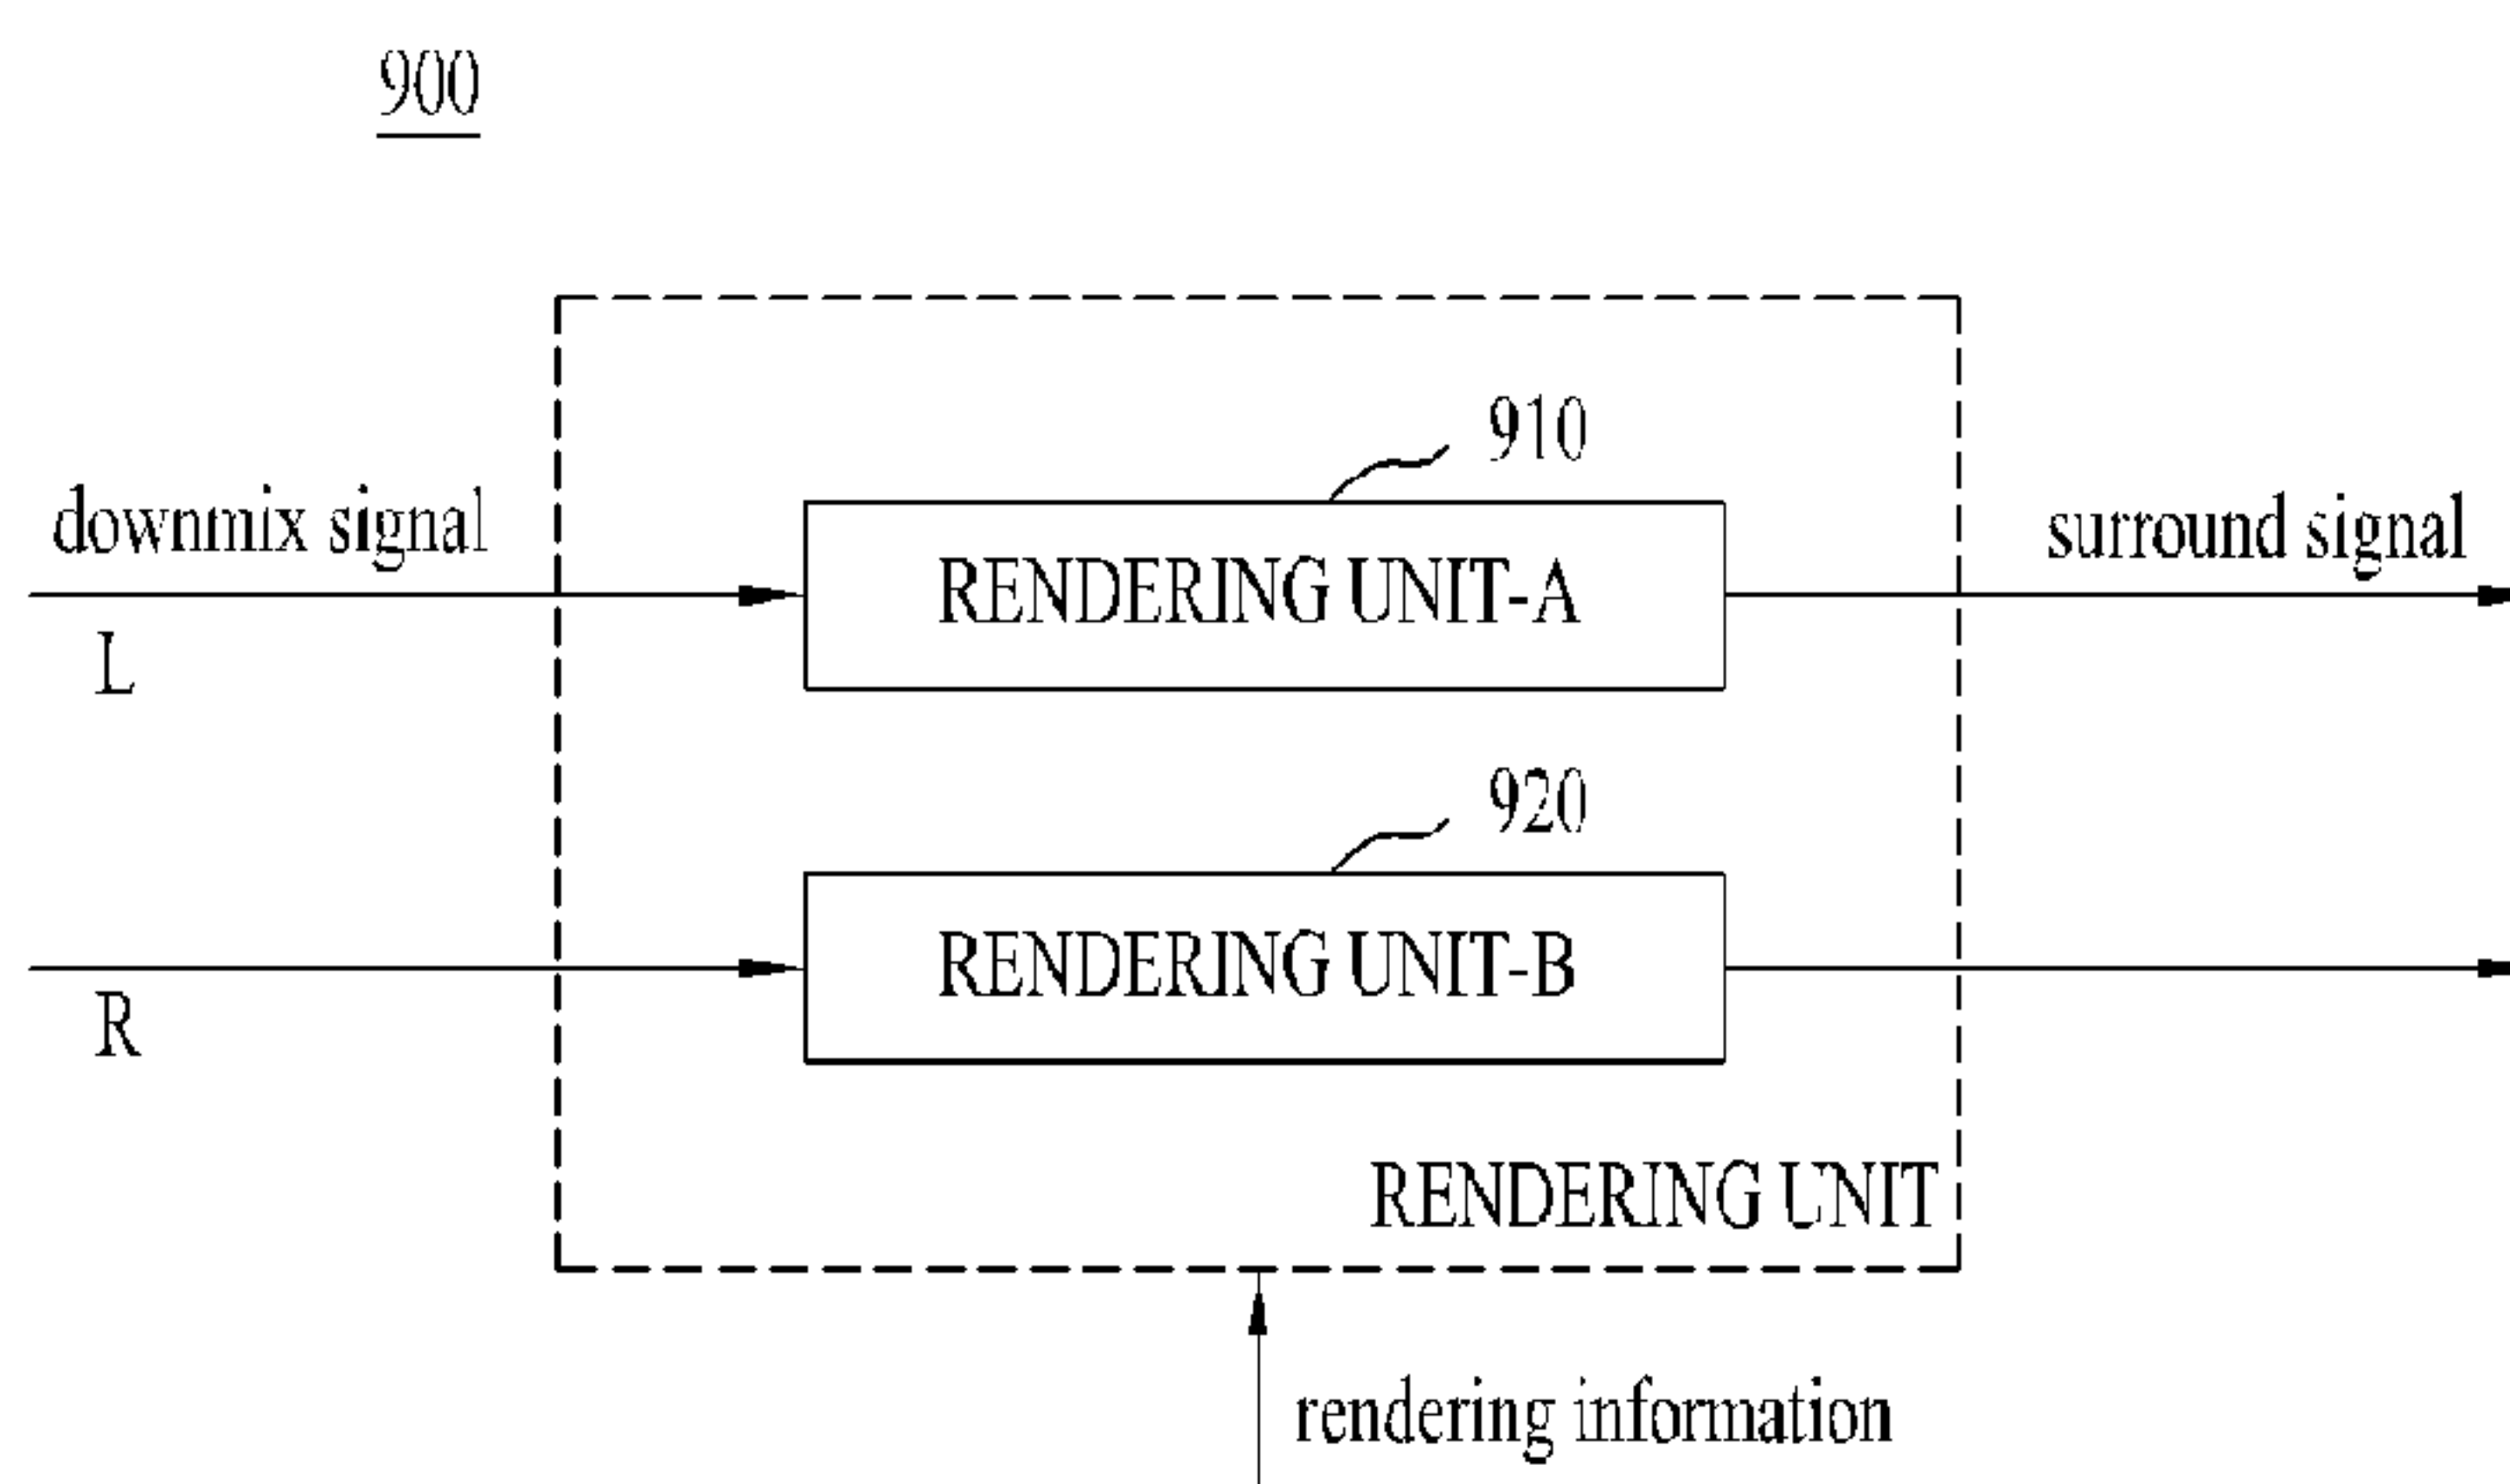 900
910
downmix signal
surround signal
RENDERING UNIT-A
L
920
RENDERING UNIT-B
R
RENDERING UNIT
rendering information